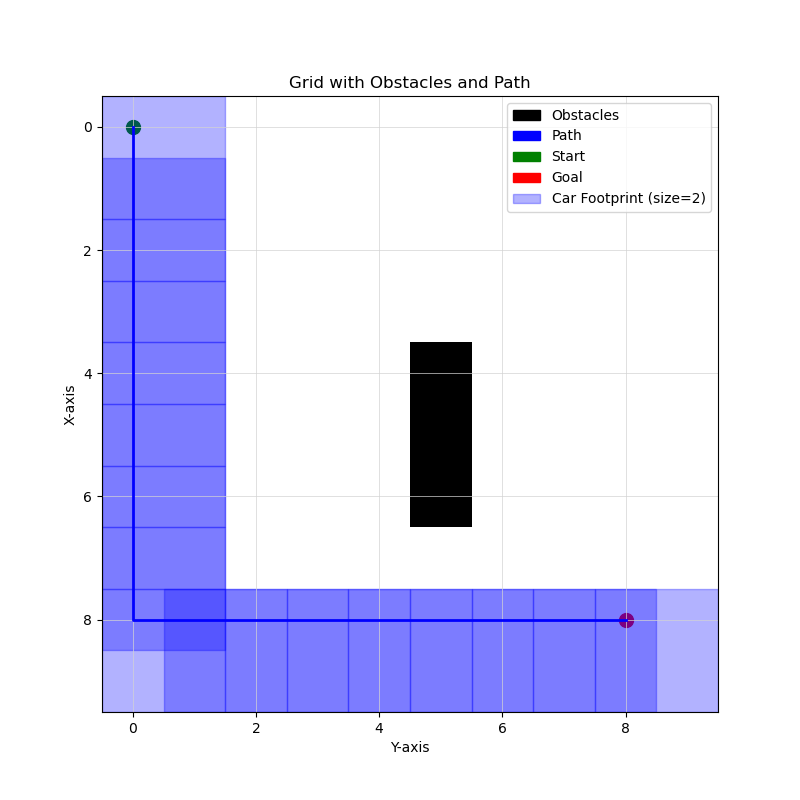 Grid with Obstacles and Path
Obstacles
Path
Start
Goal
Car Footprint (size=2)
X-axis
0
2
4
6
8
0 2 4 6 8
Y-axis